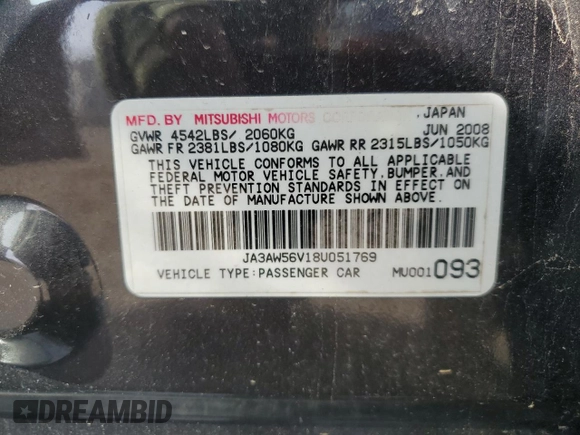 MFD. BY MITSUBISHI MOTORS JAPAN
GVWR 4542LBS/ 2060KG JUN 2008
GAWR FR 2381LBS/1080KG GAWR RR 2315LBS/1050KG
THIS VEHICLE CONFORMS TO ALL APPLICABLE
FEDERAL MOTOR VEHICLE SAFETY,BUMPER,AND
THEFT PREVENTION STANDARDS IN EFFECT ON
THE DATE OF MANUFACTURE SHOWN ABOVE.
JA3AW56V18U051769
VEHICLE TYPE:PASSENGER CAR MU001093
DREAMBID